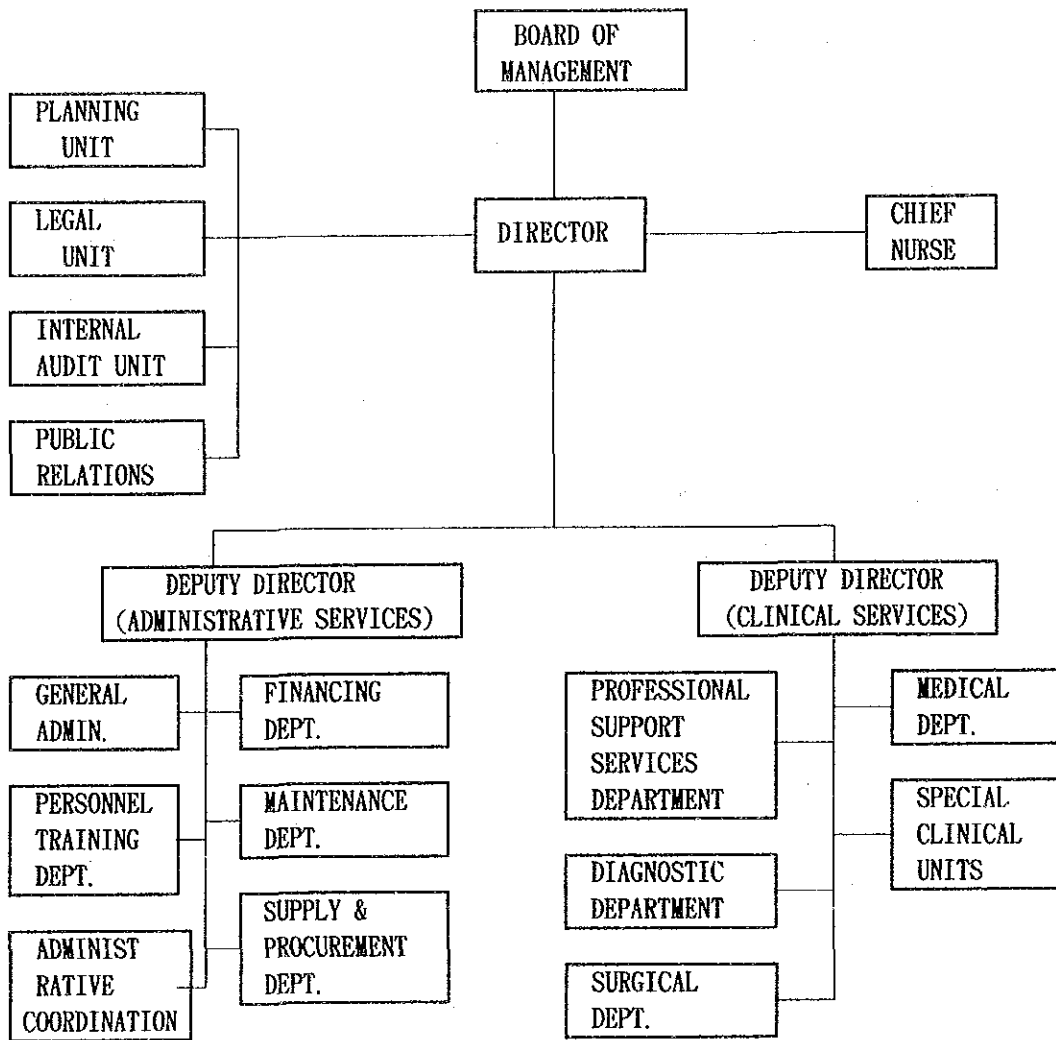 BOARD OF
MANAGEMENT
PLANNING
UNIT
LEGAL
UNIT
DIRECTOR
CHIEF
NURSE
INTERNAL
AUDIT UNIT
PUBLIC
RELATIONS
DEPUTY DIRECTOR
(ADMINISTRATIVE SERVICES)
DEPUTY DIRECTOR
(CLINICAL SERVICES)
GENERAL
ADMIN.
FINANCING
DEPT.
PERSONNEL
TRAINING
DEPT.
MAINTENANCE
DEPT.
ADMINIST
RATIVE
COORDINATION
SUPPLY &
PROCUREMENT
DEPT.
PROFESSIONAL
SUPPORT
SERVICES
DEPARTMENT
MEDICAL
DEPT.
SPECIAL
CLINICAL
UNITS
DIAGNOSTIC
DEPARTMENT
SURGICAL
DEPT.